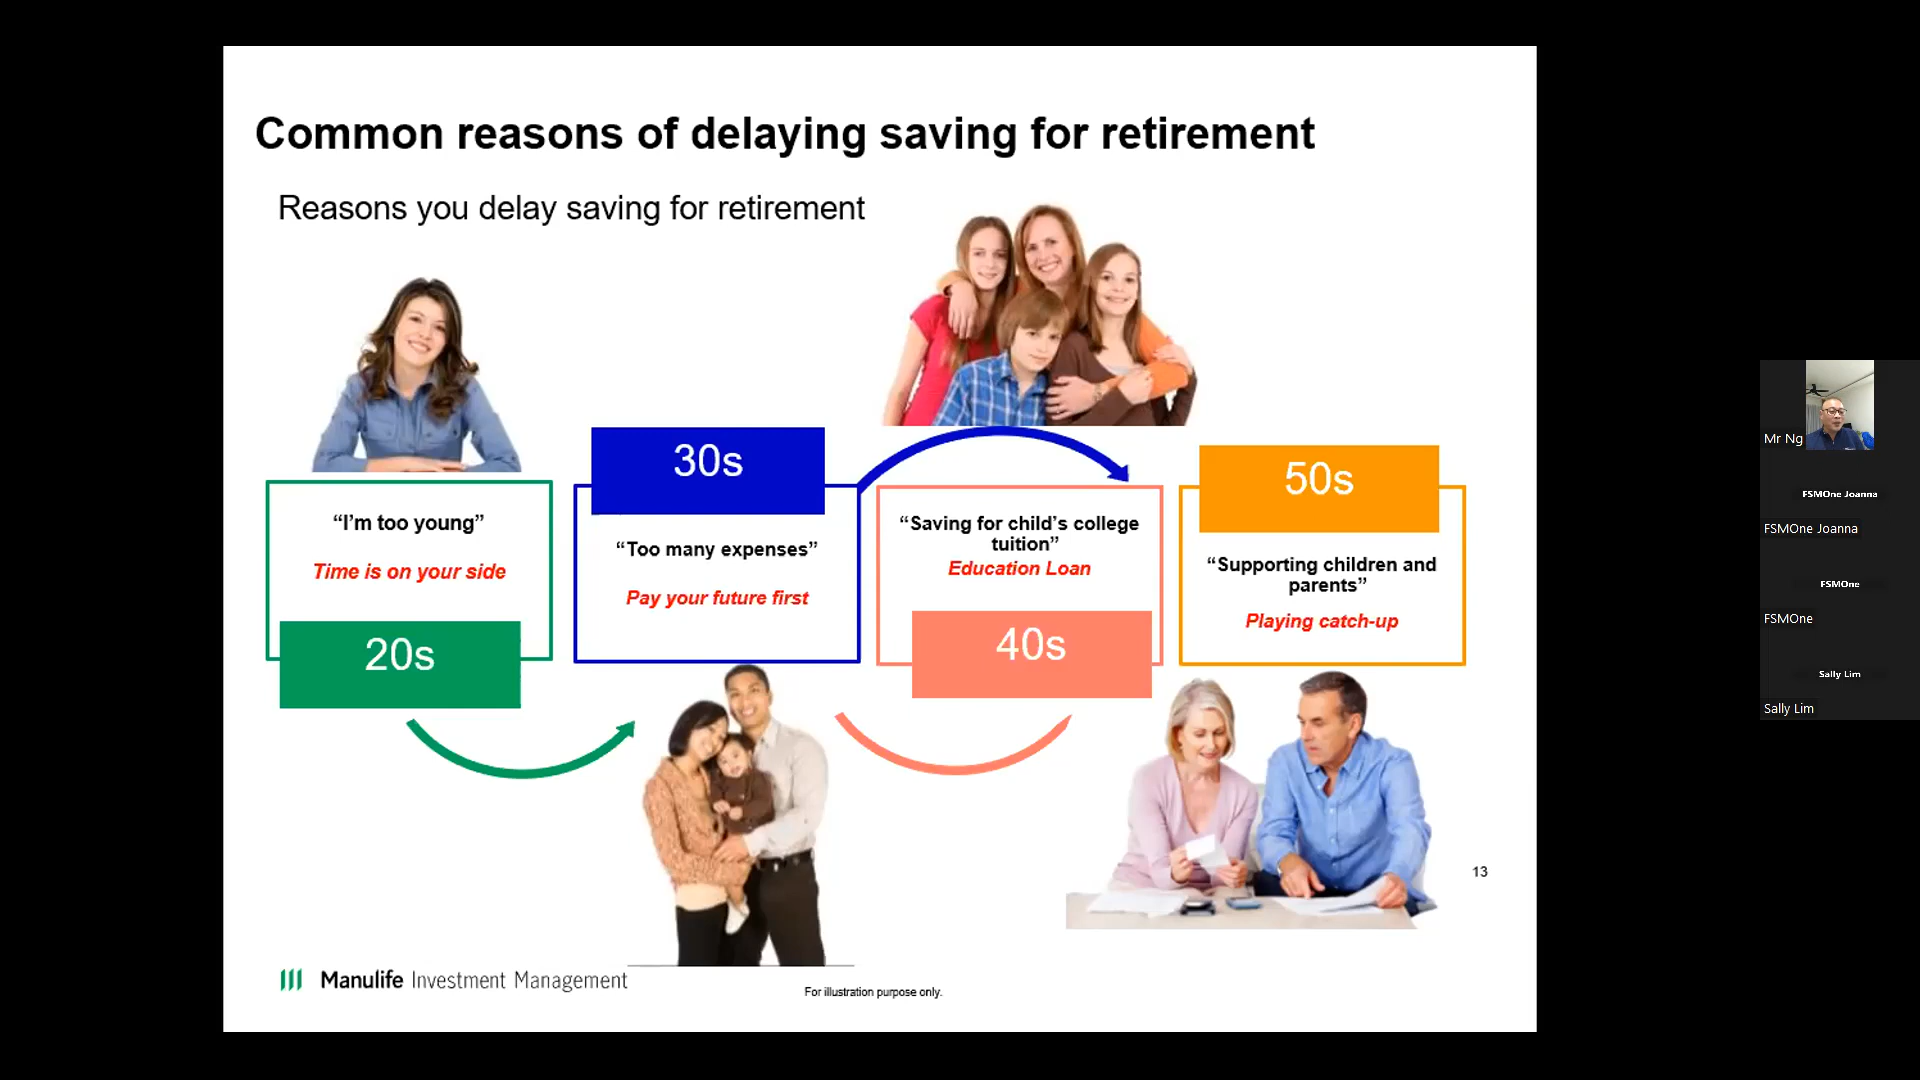 Common reasons of delaying saving for retirement
Reasons you delay saving for retirement
“I’m too young”
Time is on your side
20s
30s
“Too many expenses”
Pay your future first
“Saving for child’s college
tuition”
Education Loan
40s
50s
“Supporting children and
parents”
Playing catch-up
13
Manulife Investment Management
For illustration purpose only.
Mr Ng
FSMOne Joanna
FSMOne Joanna
FSMOne
FSMOne
Sally Lim
Sally Lim